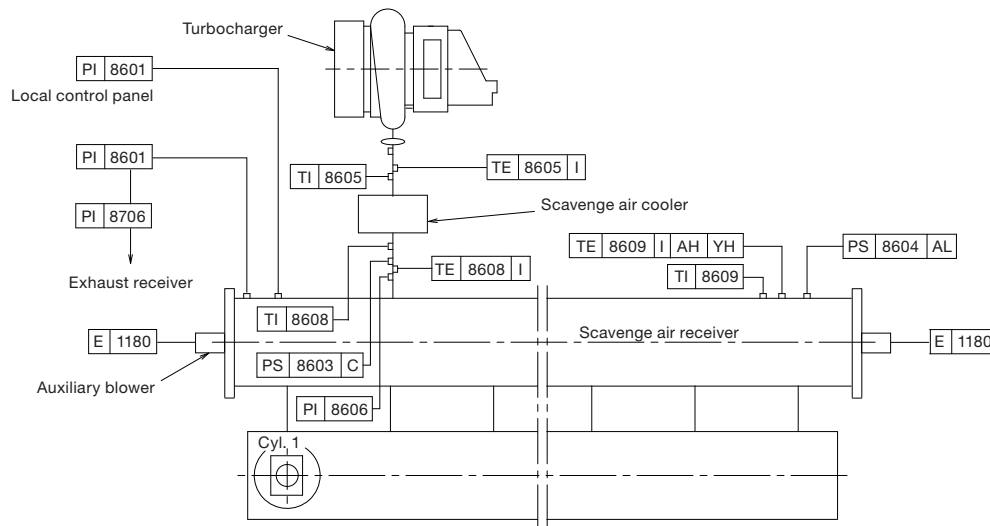 Turbocharger
PI 8601
Local control panel
PI 8601
TI 8605
TE 8605 I
PI 8706
Scavenge air cooler
TE 8609 I AH YH
PS 8604 AL
Exhaust receiver
TE 8608 I
TI 8609
TI 8608
E 1180
Scavenge air receiver
E 1180
PS 8603 C
Auxiliary blower
PI 8606
Cyl. 1